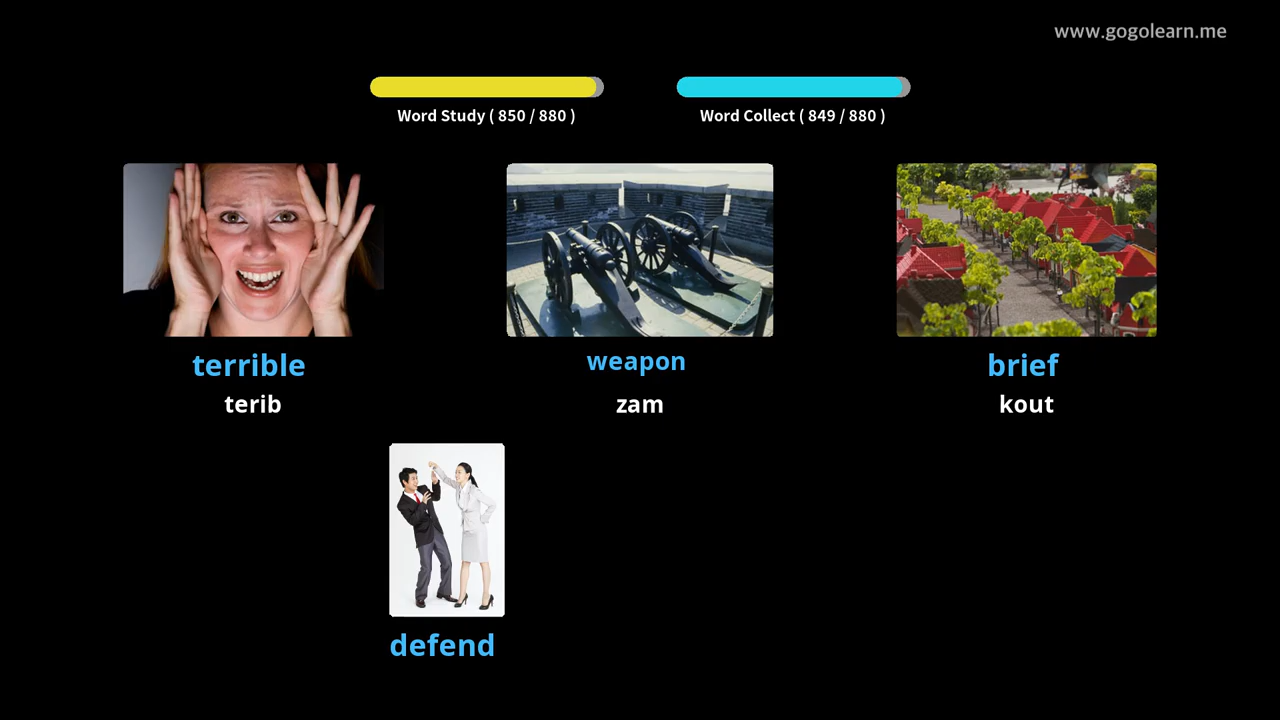 www.gogolearn.me
Word Study ( 850 / 880 )
Word Collect ( 849 / 880 )
terrible
terib
weapon
zam
brief
kout
defend